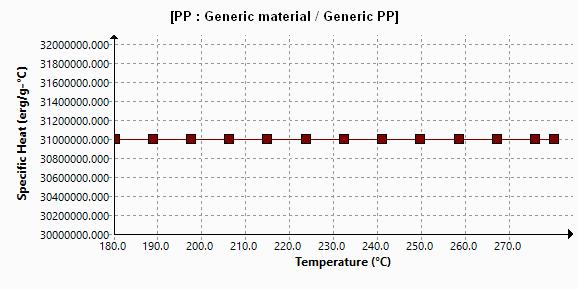 [PP : Generic material / Generic PP]
32000000.000
31800000.000
31600000.000
31400000.000
31200000.000
31000000.000
30800000.000
30600000.000
30400000.000
30200000.000
30000000.000
Specific Heat (erg/g-°C)
180.0 190.0 200.0 210.0 220.0 230.0 240.0 250.0 260.0 270.0
Temperature (°C)